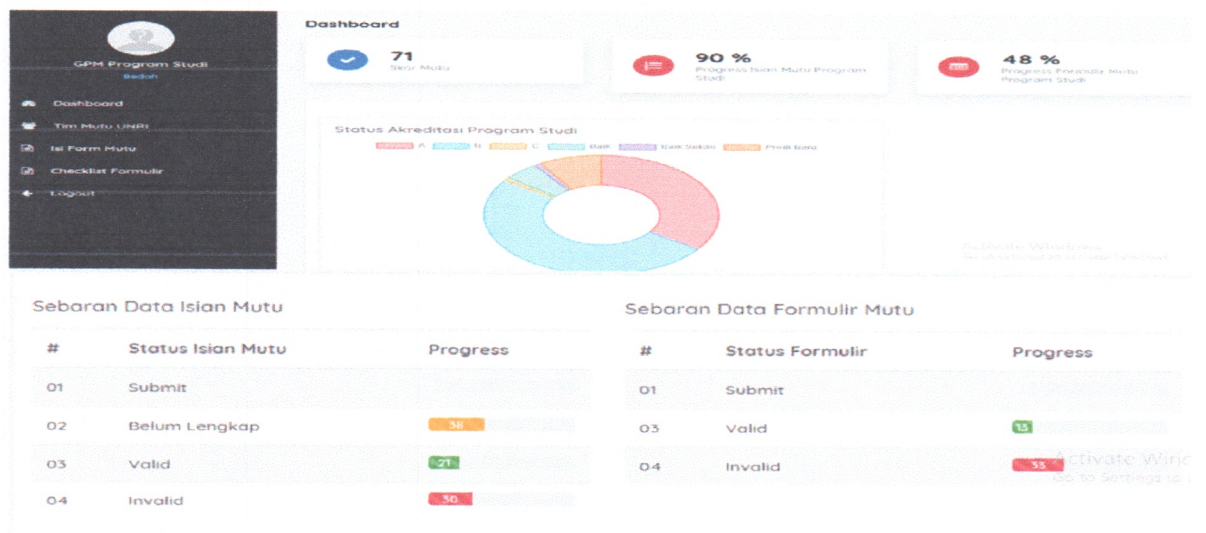 GPM Program Studi
Bedah
Dashboard
Tim Mutu UNRI
Isi Form Mutu
Checklist Formulir
Logout
Dashboard
71
Skor Mutu
90 %
Progress Isian Mutu Program
Studi
48 %
Progress Formulir Mutu
Program Studi
Status Akreditasi Program Studi
A B C Baik Baik Sekali Prodi Baru
Activate Windows
Sebaran Data Isian Mutu
# Status Isian Mutu Progress
01 Submit
02 Belum Lengkap 38
03 Valid 21
04 Invalid 30
Sebaran Data Formulir Mutu
# Status Formulir Progress
01 Submit
03 Valid 13
04 Invalid 33
Activate Winc
Go to Settings to